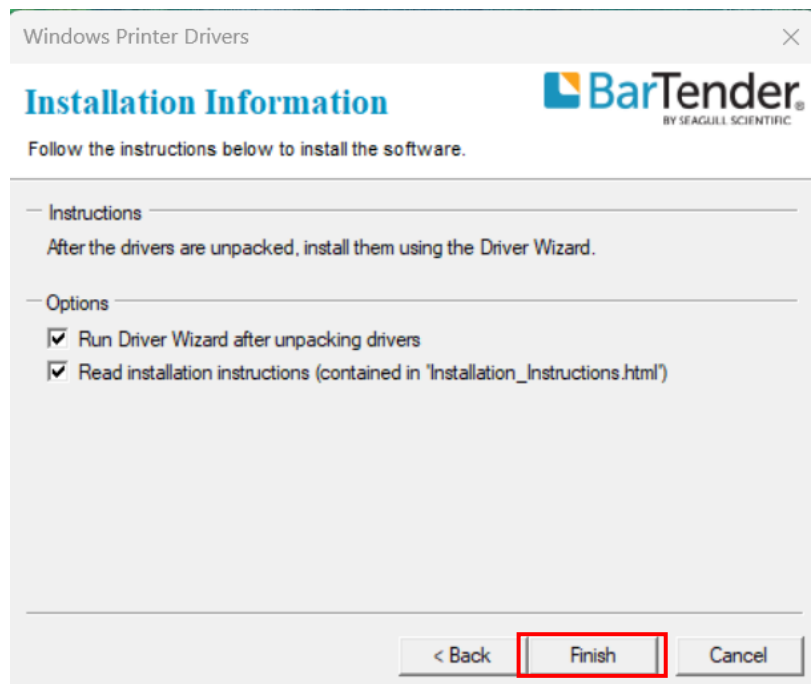 Windows Printer Drivers
Installation Information
BarTender®
BY SEAGULL SCIENTIFIC
Follow the instructions below to install the software.
Instructions
After the drivers are unpacked, install them using the Driver Wizard.
Options
Run Driver Wizard after unpacking drivers
Read installation instructions (contained in 'Installation_Instructions.html')
< Back Finish Cancel